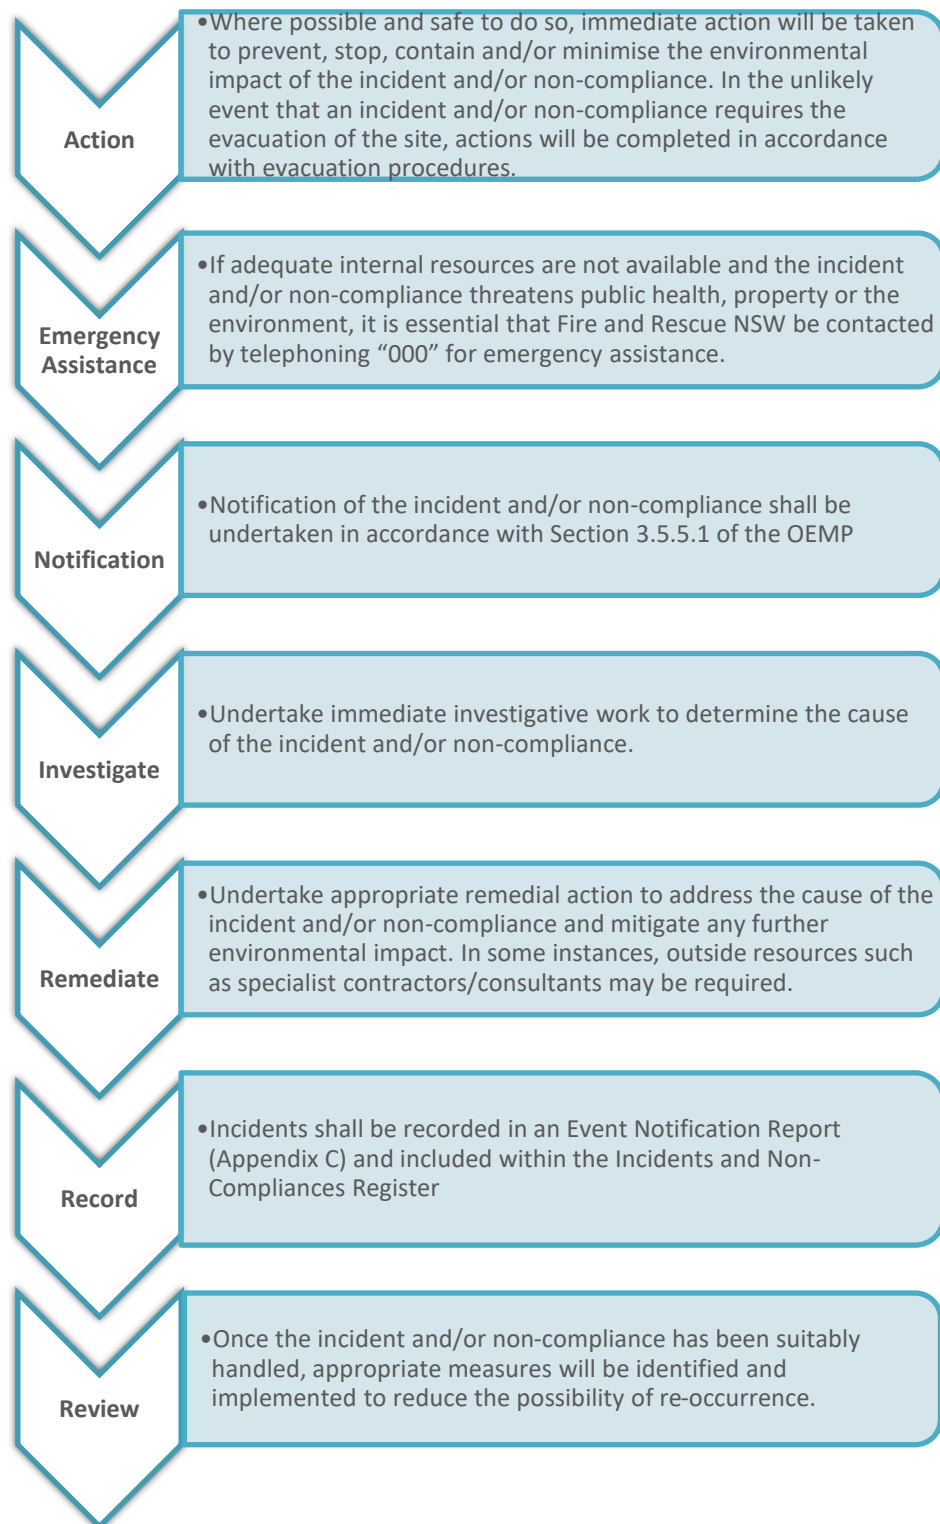 •Where possible and safe to do so, immediate action will be taken
to prevent, stop, contain and/or minimise the environmental
impact of the incident and/or non-compliance. In the unlikely
event that an incident and/or non-compliance requires the
evacuation of the site, actions will be completed in accordance
with evacuation procedures.
Action
•If adequate internal resources are not available and the incident
and/or non-compliance threatens public health, property or the
environment, it is essential that Fire and Rescue NSW be contacted
by telephoning “000” for emergency assistance.
Emergency
Assistance
•Notification of the incident and/or non-compliance shall be
undertaken in accordance with Section 3.5.5.1 of the OEMP
Notification
•Undertake immediate investigative work to determine the cause
of the incident and/or non-compliance.
Investigate
•Undertake appropriate remedial action to address the cause of the
incident and/or non-compliance and mitigate any further
environmental impact. In some instances, outside resources such
as specialist contractors/consultants may be required.
Remediate
•Incidents shall be recorded in an Event Notification Report
(Appendix C) and included within the Incidents and Non-
Compliances Register
Record
•Once the incident and/or non-compliance has been suitably
handled, appropriate measures will be identified and
implemented to reduce the possibility of re-occurrence.
Review